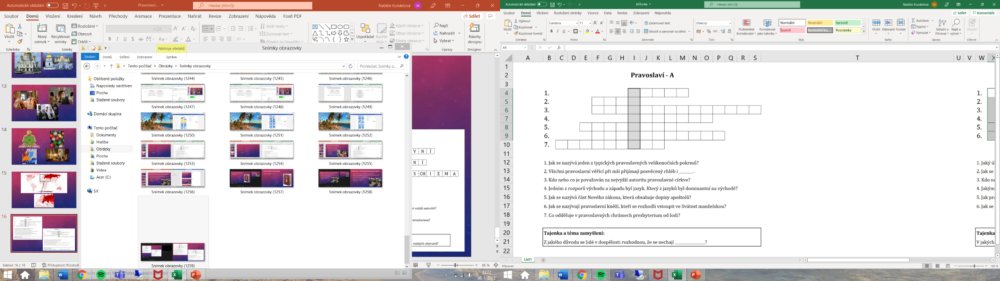 Automatické ukládání
Pravoslaví...
Hledat (Alt+Q)
Natálie Kundelová
NK
Soubor Domů Vložení Kreslení Návrh Přechody Animace Prezentace Nahrát Revize Zobrazení Nápověda Foxit PDF
Sdílet
Vložit
Nový snímek
Recyklovat snímky
Rozložení
Obnovit
Oddíl
22
Směr textu
Zarovnat text
Převést na SmartArt
Uspořádat
Rychlé styly
Výplň obrazce
Obrys obrazce
Efekty obrazce
Najít
Nahradit
Vybrat
Návrhy designu
Schránka
Snímky
Úpravy
Designer
Nástroje obrázků
Snímky obrazovky
Soubor Domů Sdílení Zobrazení Správa
Tento počítač
Obrázky
Snímky obrazovky
Prohledat: Snímky o...
Oblíbené položky
Naposledy navštíven
Plocha
Stažené soubory
Domácí skupina
Tento počítač
Dokumenty
Hudba
Obrázky
Plocha
Stažené soubory
Videa
Acer (C:)
Síť
Snímek obrazovky (1244) Snímek obrazovky (1245) Snímek obrazovky (1246)
Snímek obrazovky (1247) Snímek obrazovky (1248) Snímek obrazovky (1249)
Snímek obrazovky (1250) Snímek obrazovky (1251) Snímek obrazovky (1252)
Snímek obrazovky (1253) Snímek obrazovky (1254) Snímek obrazovky (1255)
Snímek obrazovky (1256) Snímek obrazovky (1257) Snímek obrazovky (1258)
Snímek obrazovky (1259)
13
14
15
16
V N Í
N Í
S CH I Z M A
é vnější autoritě?
ravoslavnou?
ruských obyvatel?
Snímek 16 z 16
Přístupnost: Prostudu
86 %
13:22
30. 1. 2022
Automatické ukládání
křížovka
Hledat (Alt+Q)
Natálie Kundelová
NK
Soubor Domů Vložení Rozložení stránky Vzorce Data Revize Zobrazení Nápověda
Sdílet
Komentáře
Vložit
Vyjmout
Kopírovat
Kopírovat formát
Cambria
11
Zalamovat text
Sloučit a zarovnat na střed
Obecný
Podmíněné formátování
Formátovat jako tabulku
Normální Neutrální Správně
Špatně Kontrolní bu... Poznámka
Vložit Odstranit Formát
AutoSum
Vyplnit
Vymazat
Seřadit a filtrovat
Najít a vybrat
Utajení
Schránka Písmo Zarovnání Číslo Styly Buňky Úpravy Citlivost
X4
A B C D E F G H I J K L M N O P Q R S T U V W X
1
2
3
4
5
6
7
8
9
10
11
12
13
14
15
16
17
18
19
20
21
22
Pravoslaví - A
1.
2.
3.
4.
5.
6.
7.
1. Jak se nazývá jeden z typických pravoslavných velikonočních pokrmů?
2. Všichni pravoslavní věřící při mši přijímají posvěcený chléb i ______ .
3. Kdo nebo co je považován za nejvyšší autoritu pravoslavné církve?
4. Jedním z rozporů východu a západu byl jazyk. Který z jazyků byl dominantní na východě?
5. Jak se nazývá část Nového zákona, která obsahuje dopisy apoštolů?
6. Jak se nazývají pravoslavní kněží, kteří se rozhodli vstoupit ve Svátost manželskou?
7. Co odděluje v pravoslavných chrámech presbyterium od lodi?
Tajenka a téma zamyšlení:
Z jakého důvodu se lidé v dospělosti rozhodnou, že se nechají ______________?
1.
2.
3.
4.
5.
6.
1. Jaký úl
2. Jak se
3. Kdo ne
4. Jakým
5. Jak pra
6. Jak se
Tajenka
V jakých
List1
Připraven
180 %